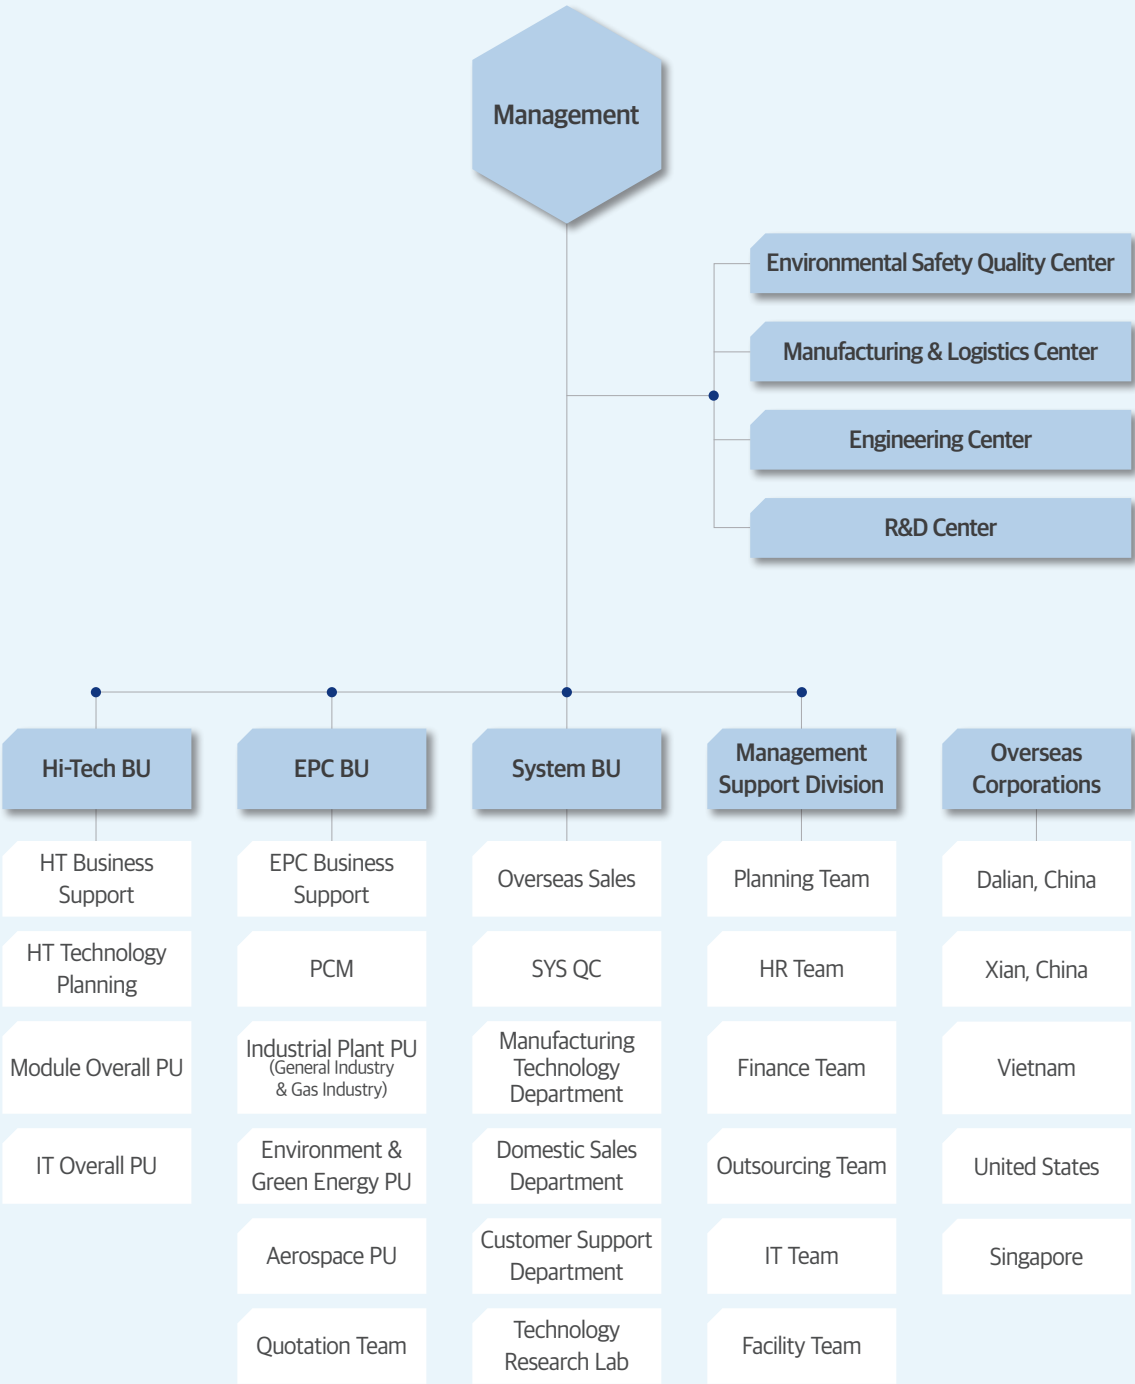 Management
Environmental Safety Quality Center
Manufacturing & Logistics Center
Engineering Center
R&D Center
Hi-Tech BU
HT Business
Support
HT Technology
Planning
Module Overall PU
IT Overall PU
EPC BU
EPC Business
Support
PCM
Industrial Plant PU
(General Industry
& Gas Industry)
Environment &
Green Energy PU
Aerospace PU
Quotation Team
System BU
Overseas Sales
SYS QC
Manufacturing
Technology
Department
Domestic Sales
Department
Customer Support
Department
Technology
Research Lab
Management
Support Division
Planning Team
HR Team
Finance Team
Outsourcing Team
IT Team
Facility Team
Overseas
Corporations
Dalian, China
Xian, China
Vietnam
United States
Singapore